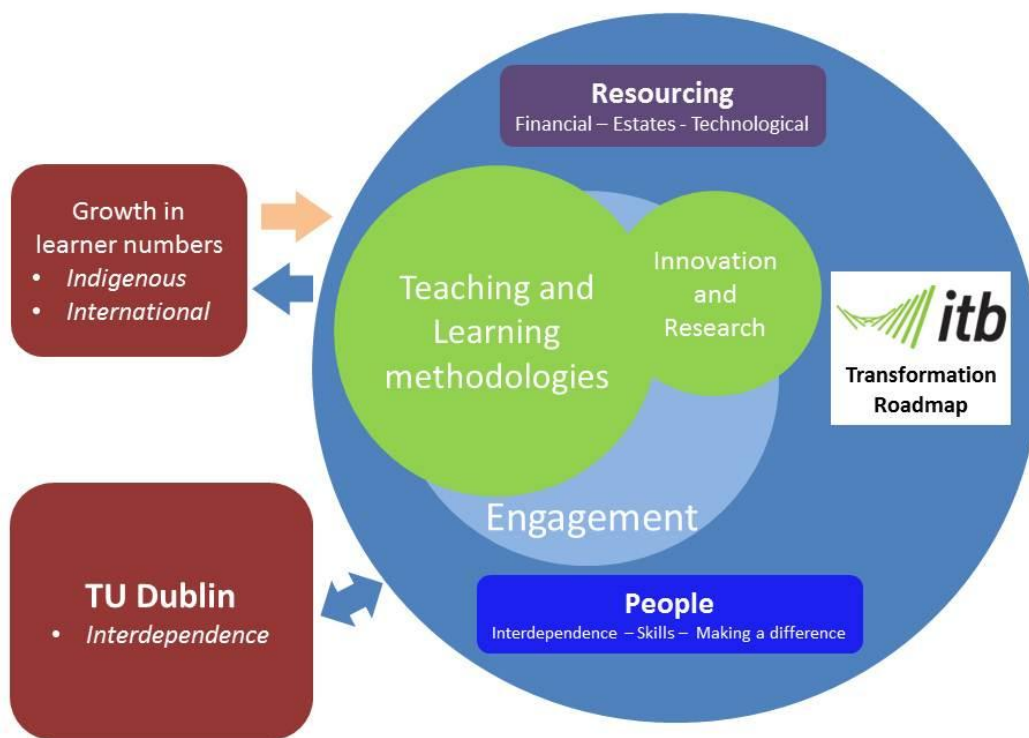 Resourcing
Financial – Estates - Technological
Growth in
learner numbers
• Indigenous
• International
Teaching and
Learning
methodologies
Innovation
and
Research
itb
Transformation
Roadmap
Engagement
TU Dublin
• Interdependence
People
Interdependence – Skills – Making a difference